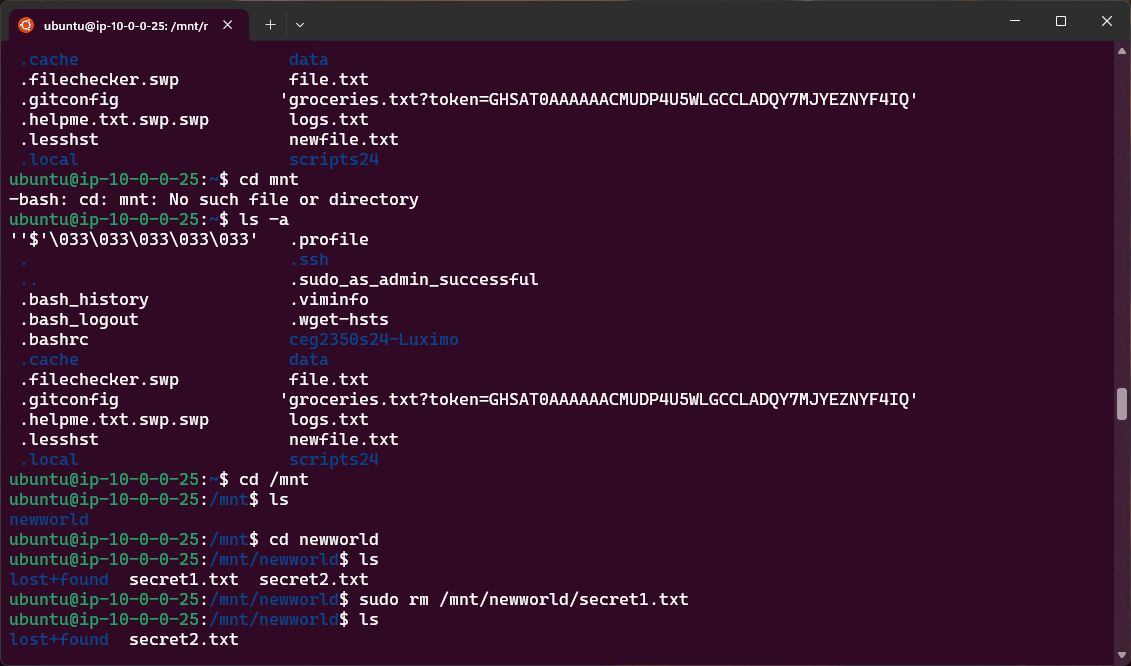 ubuntu@ip-10-0-0-25: /mnt/r
.cache data
.filechecker.swp file.txt
.gitconfig 'groceries.txt?token=GHSAT0AAAAAACMUDP4U5WLGCCLADQY7MJYEZNYF4IQ'
.helpme.txt.swp.swp logs.txt
.lesshst newfile.txt
.local scripts24
ubuntu@ip-10-0-0-25:~$ cd mnt
-bash: cd: mnt: No such file or directory
ubuntu@ip-10-0-0-25:~$ ls -a
''$'\033\033\033\033\033' .profile
. .ssh
.. .sudo_as_admin_successful
.bash_history .viminfo
.bash_logout .wget-hsts
.bashrc ceg2350s24-Luximo
.cache data
.filechecker.swp file.txt
.gitconfig 'groceries.txt?token=GHSAT0AAAAAACMUDP4U5WLGCCLADQY7MJYEZNYF4IQ'
.helpme.txt.swp.swp logs.txt
.lesshst newfile.txt
.local scripts24
ubuntu@ip-10-0-0-25:~$ cd /mnt
ubuntu@ip-10-0-0-25:/mnt$ ls
newworld
ubuntu@ip-10-0-0-25:/mnt$ cd newworld
ubuntu@ip-10-0-0-25:/mnt/newworld$ ls
lost+found secret1.txt secret2.txt
ubuntu@ip-10-0-0-25:/mnt/newworld$ sudo rm /mnt/newworld/secret1.txt
ubuntu@ip-10-0-0-25:/mnt/newworld$ ls
lost+found secret2.txt